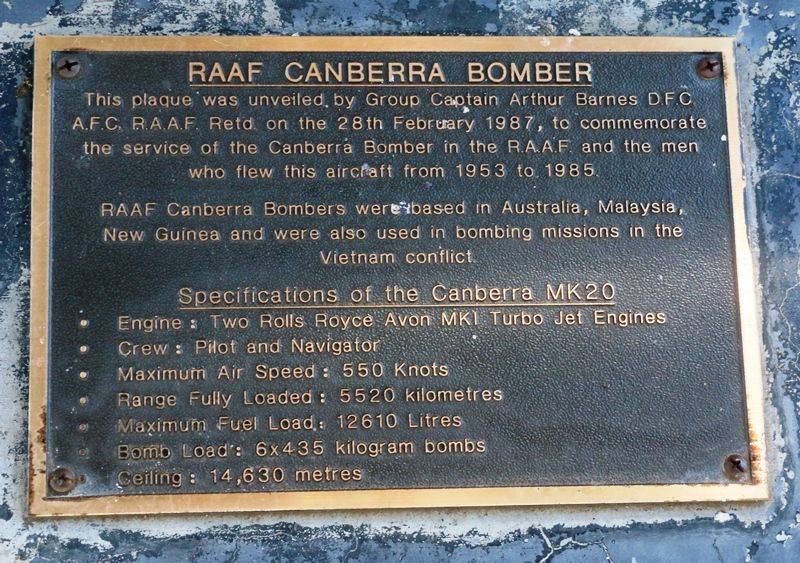 RAAF CANBERRA BOMBER
This plaque was unveiled by Group Captain Arthur Barnes D.F.C.
A.F.C. R.A.A.F. Retd. on the 28th February 1987, to commemorate
the service of the Canberra Bomber in the R.A.A.F. and the men
who flew this aircraft from 1953 to 1985.
RAAF Canberra Bombers were based in Australia, Malaysia,
New Guinea and were also used in bombing missions in the
Vietnam conflict.
Specifications of the Canberra MK20
• Engine: Two Rolls Royce Avon MK1 Turbo Jet Engines
• Crew: Pilot and Navigator
• Maximum Air Speed: 550 Knots
• Range Fully Loaded: 5520 kilometres
• Maximum Fuel Load: 12610 Litres
• Bomb Load: 6x435 kilogram bombs
Ceiling: 14,630 metres